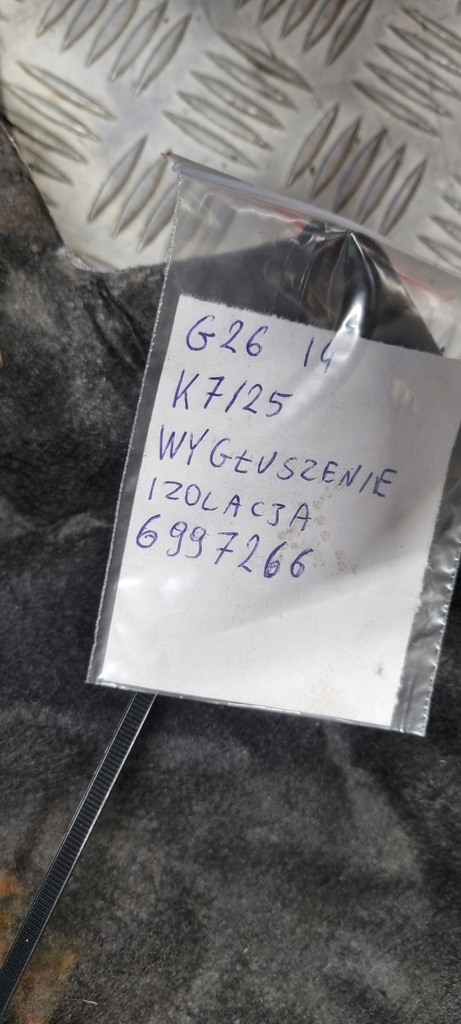 G26 14
K7/25
WYGŁUSZENIE
IZOLACJA
6997266